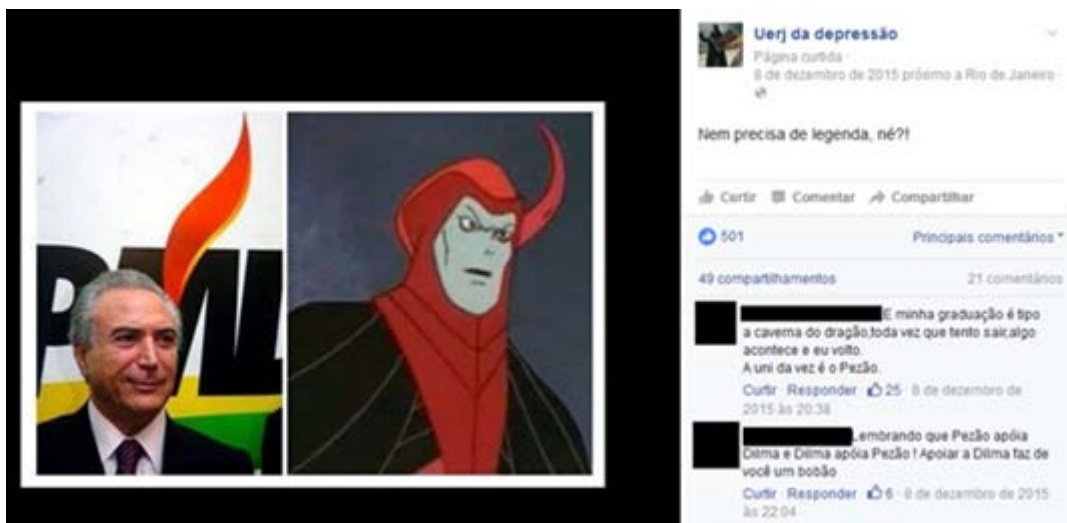 PM
Uerj da depressão
Página curtida ·
8 de dezembro de 2015 próximo a Rio de Janeiro ·
Nem precisa de legenda, né?!
Curtir Comentar Compartilhar
501 Principais comentários
49 compartilhamentos 21 comentários
E minha graduação é tipo
a caverna do dragão,toda vez que tento sair,algo
acontece e eu volto.
A uni da vez é o Pezão.
Curtir · Responder · 25 · 8 de dezembro de
2015 às 20:38
Lembrando que Pezão apóia
Dilma e Dilma apóia Pezão ! Apoiar a Dilma faz de
você um bobão
Curtir · Responder · 6 · 8 de dezembro de 2015
às 22:04